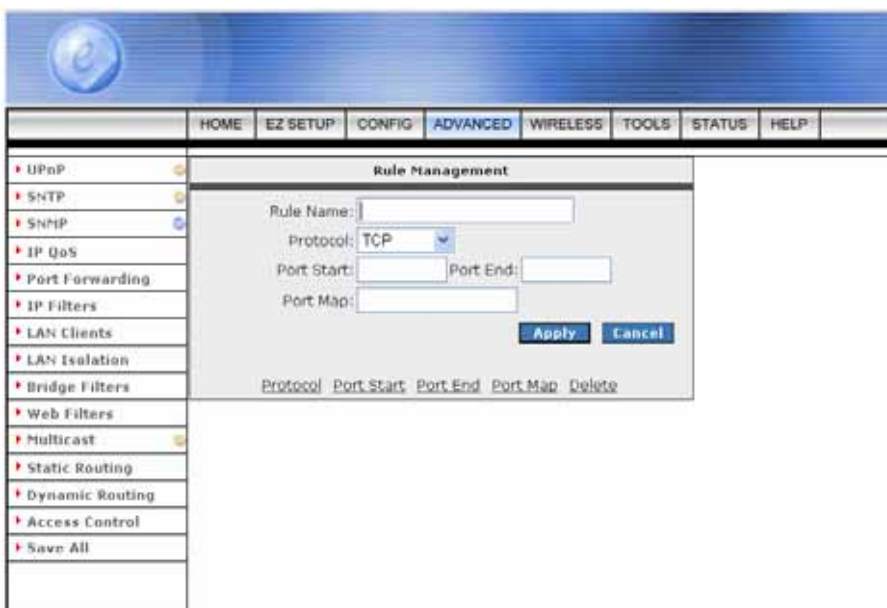 e
HOME EZ SETUP CONFIG ADVANCED WIRELESS TOOLS STATUS HELP
UPnP
SNTP
SNMP
IP QoS
Port Forwarding
IP Filters
LAN Clients
LAN Isolation
Bridge Filters
Web Filters
Multicast
Static Routing
Dynamic Routing
Access Control
Save All
Rule Management
Rule Name:
Protocol: TCP
Port Start: Port End:
Port Map:
Apply Cancel
Protocol Port Start Port End Port Map Delete